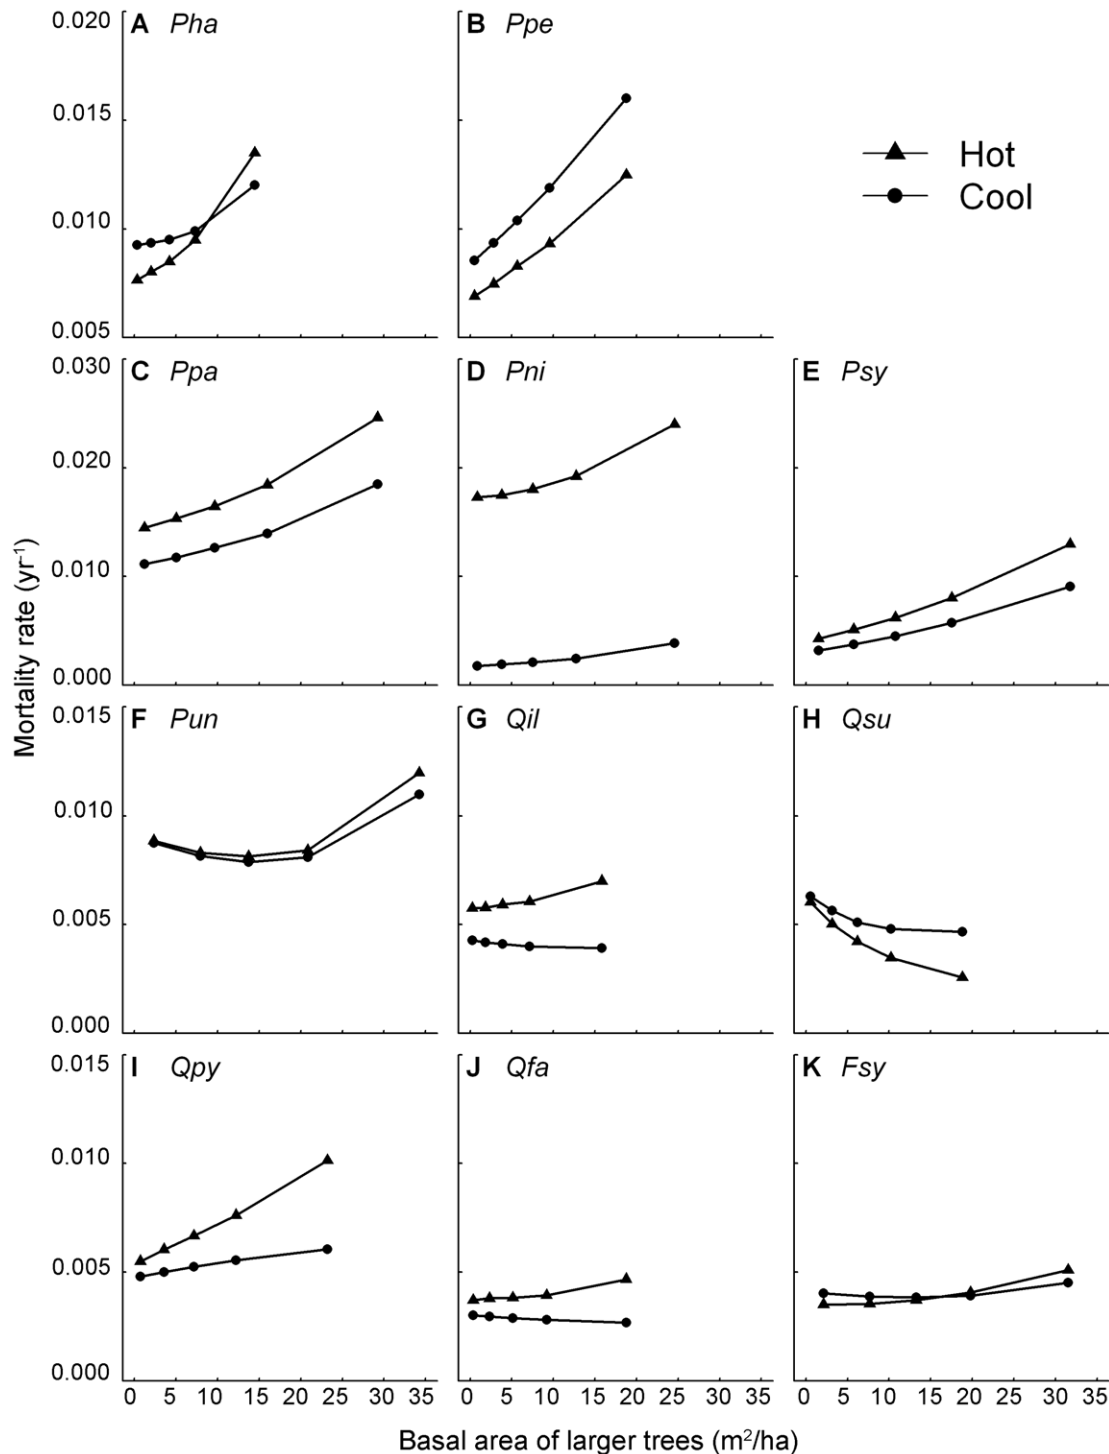 A Pha
B Ppe
0.020
0.015
0.010
0.005
Hot
Cool
C Ppa
D Pni
E Psy
0.030
0.020
0.010
0.000
Mortality rate (yr⁻¹)
F Pun
G Qil
H Qsu
0.015
0.010
0.005
0.000
I Qpy
J Qfa
K Fsy
0.015
0.010
0.005
0.000
0 5 10 15 20 25 30 35
0 5 10 15 20 25 30 35
0 5 10 15 20 25 30 35
Basal area of larger trees (m²/ha)